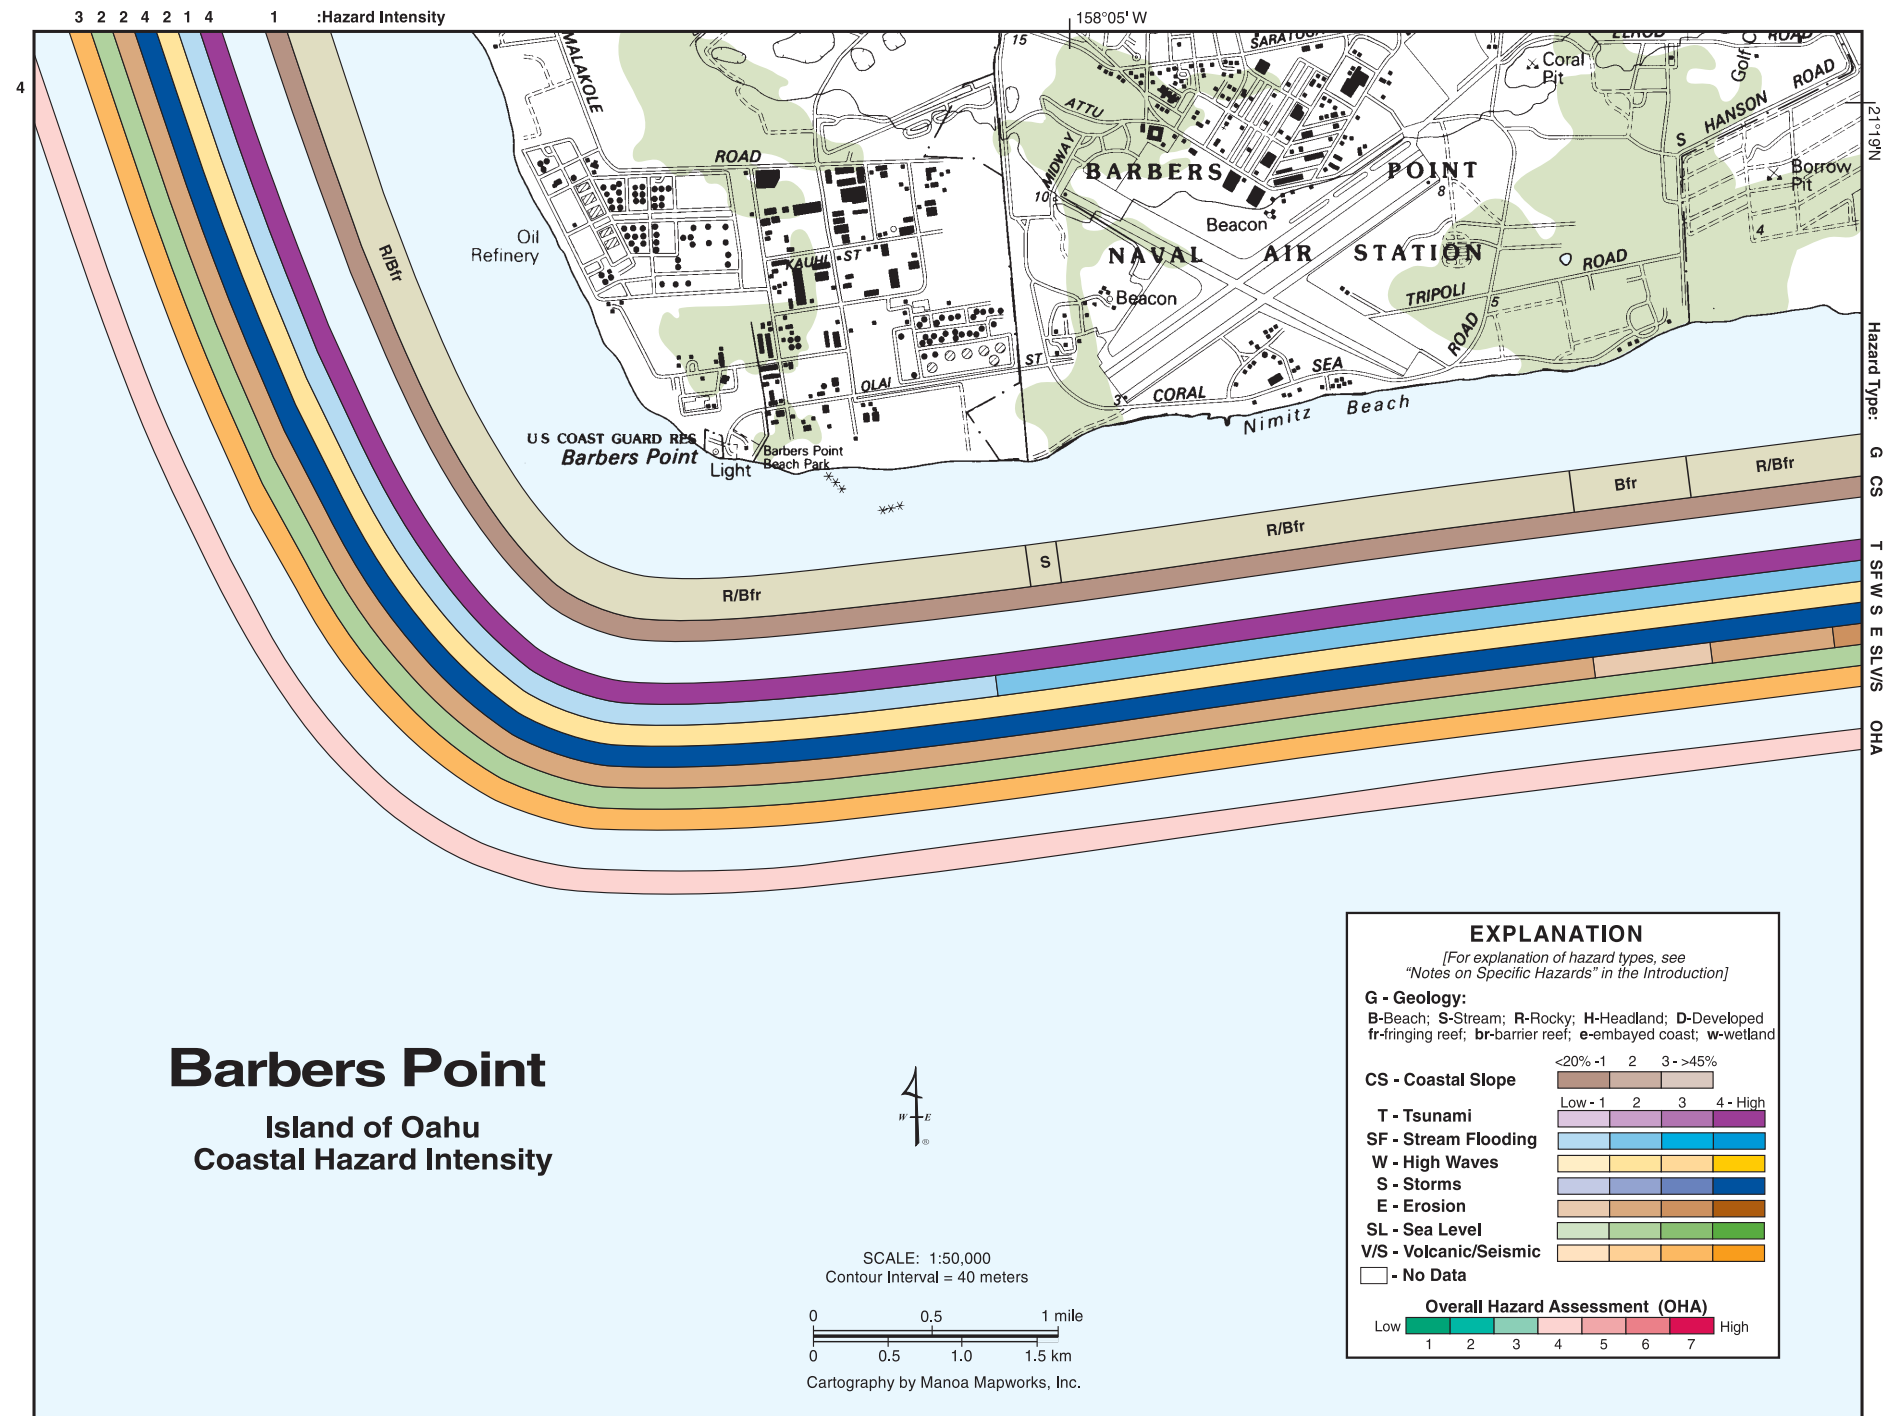 3 2 2 4 2 1 4 1 :Hazard Intensity
158°05' W
4
21°19'N
MALAKOLE
15
SARATOGA
ROAD
Coral
Pit
Golf C
HANSON ROAD
S
ATTU
MIDWAY
ROAD
BARBERS POINT
Borrow
Pit
10
8
Beacon
4
Oil
Refinery
KAUHI ST
NAVAL AIR STATION
ROAD
TRIPOLI
5
Beacon
ROAD
R/Bfr
ST
SEA
OLAI
CORAL
3
Nimitz Beach
US COAST GUARD RES
Barbers Point
Light
Barbers Point
Beach Park
Hazard Type:
G
CS
T
SF
W
S
E
SL
V/S
OHA
R/Bfr
Bfr
R/Bfr
S
R/Bfr
Barbers Point
Island of Oahu
Coastal Hazard Intensity
W E
®
SCALE: 1:50,000
Contour Interval = 40 meters
0 0.5 1 mile
0 0.5 1.0 1.5 km
Cartography by Manoa Mapworks, Inc.
EXPLANATION
[For explanation of hazard types, see
“Notes on Specific Hazards” in the Introduction]
G - Geology:
B-Beach; S-Stream; R-Rocky; H-Headland; D-Developed
fr-fringing reef; br-barrier reef; e-embayed coast; w-wetland
<20% -1 2 3 - >45%
CS - Coastal Slope
Low - 1 2 3 4 - High
T - Tsunami
SF - Stream Flooding
W - High Waves
S - Storms
E - Erosion
SL - Sea Level
V/S - Volcanic/Seismic
- No Data
Overall Hazard Assessment (OHA)
Low High
1 2 3 4 5 6 7